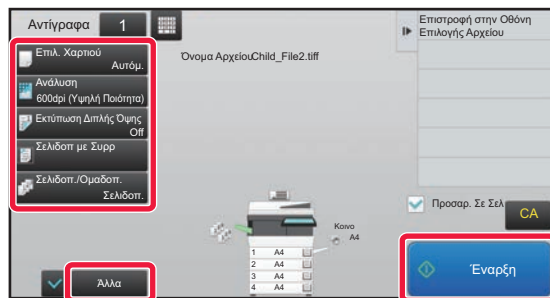 Αντίγραφα 1
Επιλ. Χαρτιού
Αυτόμ.
Ανάλυση
600dpi (Υψηλή Ποιότητα)
Εκτύπωση Διπλής Όψης
Off
Σελιδοπ με Συρρ
Σελιδοπ./Ομαδοπ.
Σελιδοπ.
Άλλα
Όνομα ΑρχείουChild_File2.tiff
Κοινο
A4
1 A4
2 A4
3 A4
4 A4
Επιστροφή στην Οθόνη
Επιλογής Αρχείου
Προσαρ. Σε Σελ
CA
Έναρξη